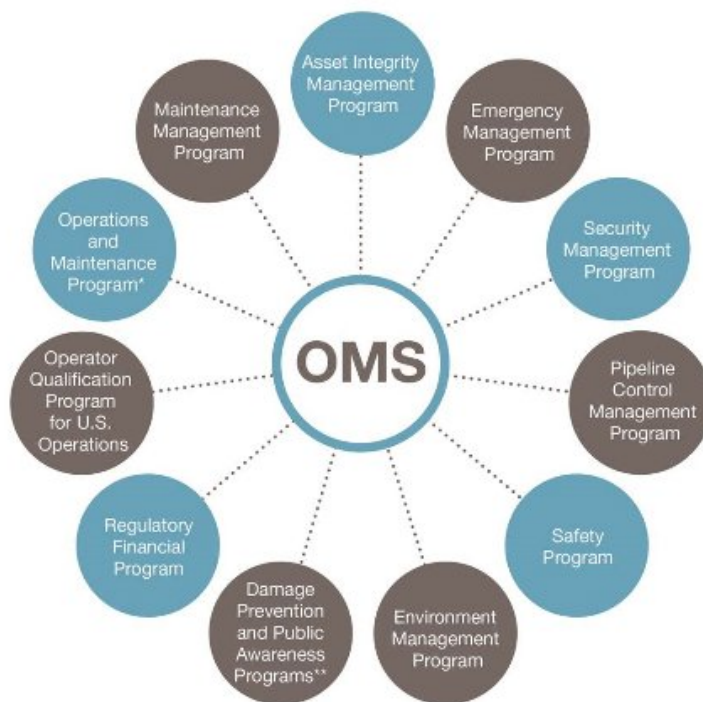 Asset Integrity
Management
Program
Emergency
Management
Program
Security
Management
Program
Pipeline
Control
Management
Program
Safety
Program
Environment
Management
Program
Damage
Prevention
and Public
Awareness
Programs**
Regulatory
Financial
Program
Operator
Qualification
Program
for U.S.
Operations
Operations
and
Maintenance
Program*
Maintenance
Management
Program
OMS